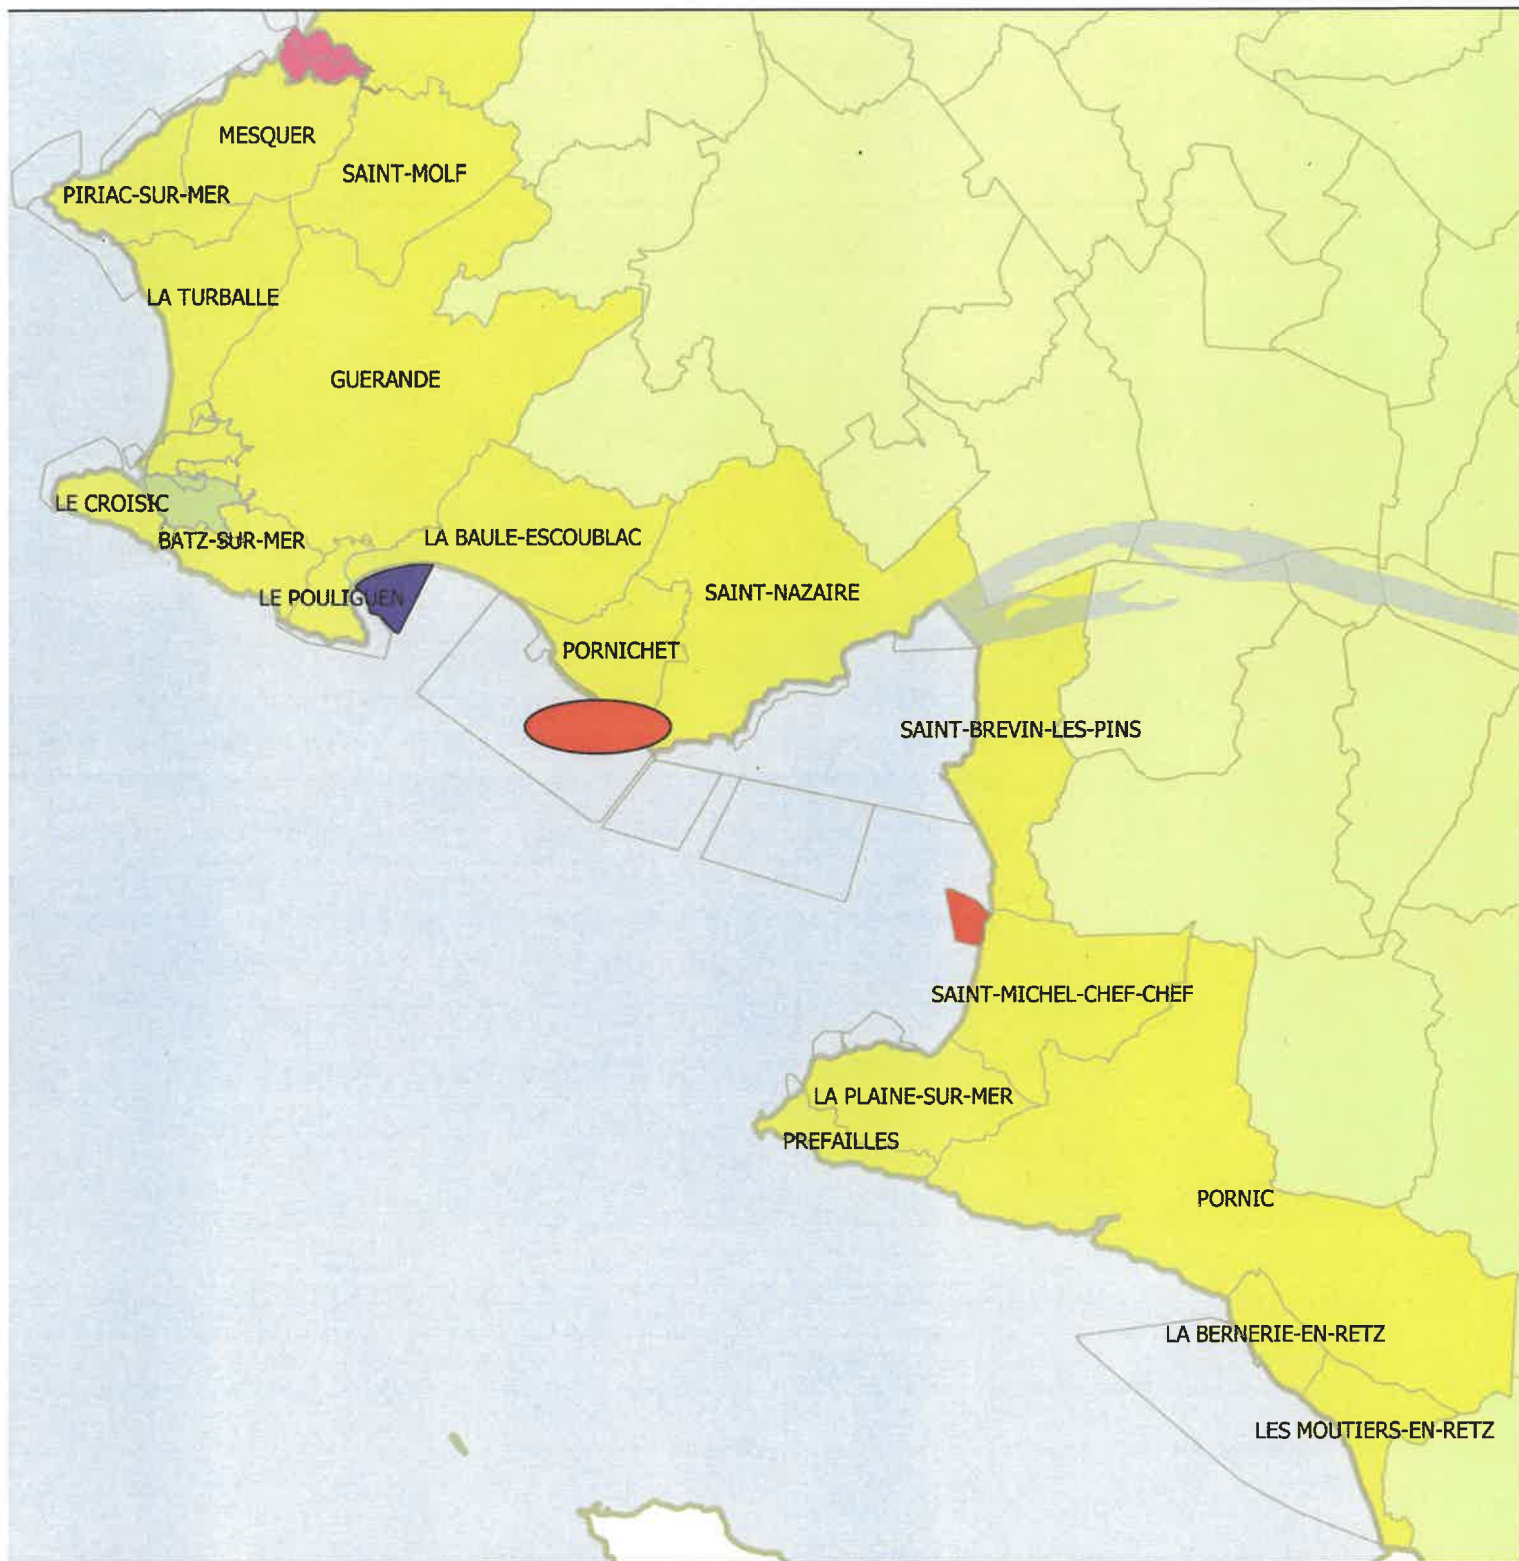 MESQUER
SAINT-MOLF
PIRIAC-SUR-MER
LA TURBALLE
GUERANDE
LE CROISIC
BATZ-SUR-MER
LA BAULE-ESCOUBLAC
LE POULIGUEN
SAINT-NAZAIRE
PORNICHET
SAINT-BREVIN-LES-PINS
SAINT-MICHEL-CHEF-CHEF
LA PLAINE-SUR-MER
PREFAILLES
PORNIC
LA BERNERIE-EN-RETZ
LES MOUTIERS-EN-RETZ